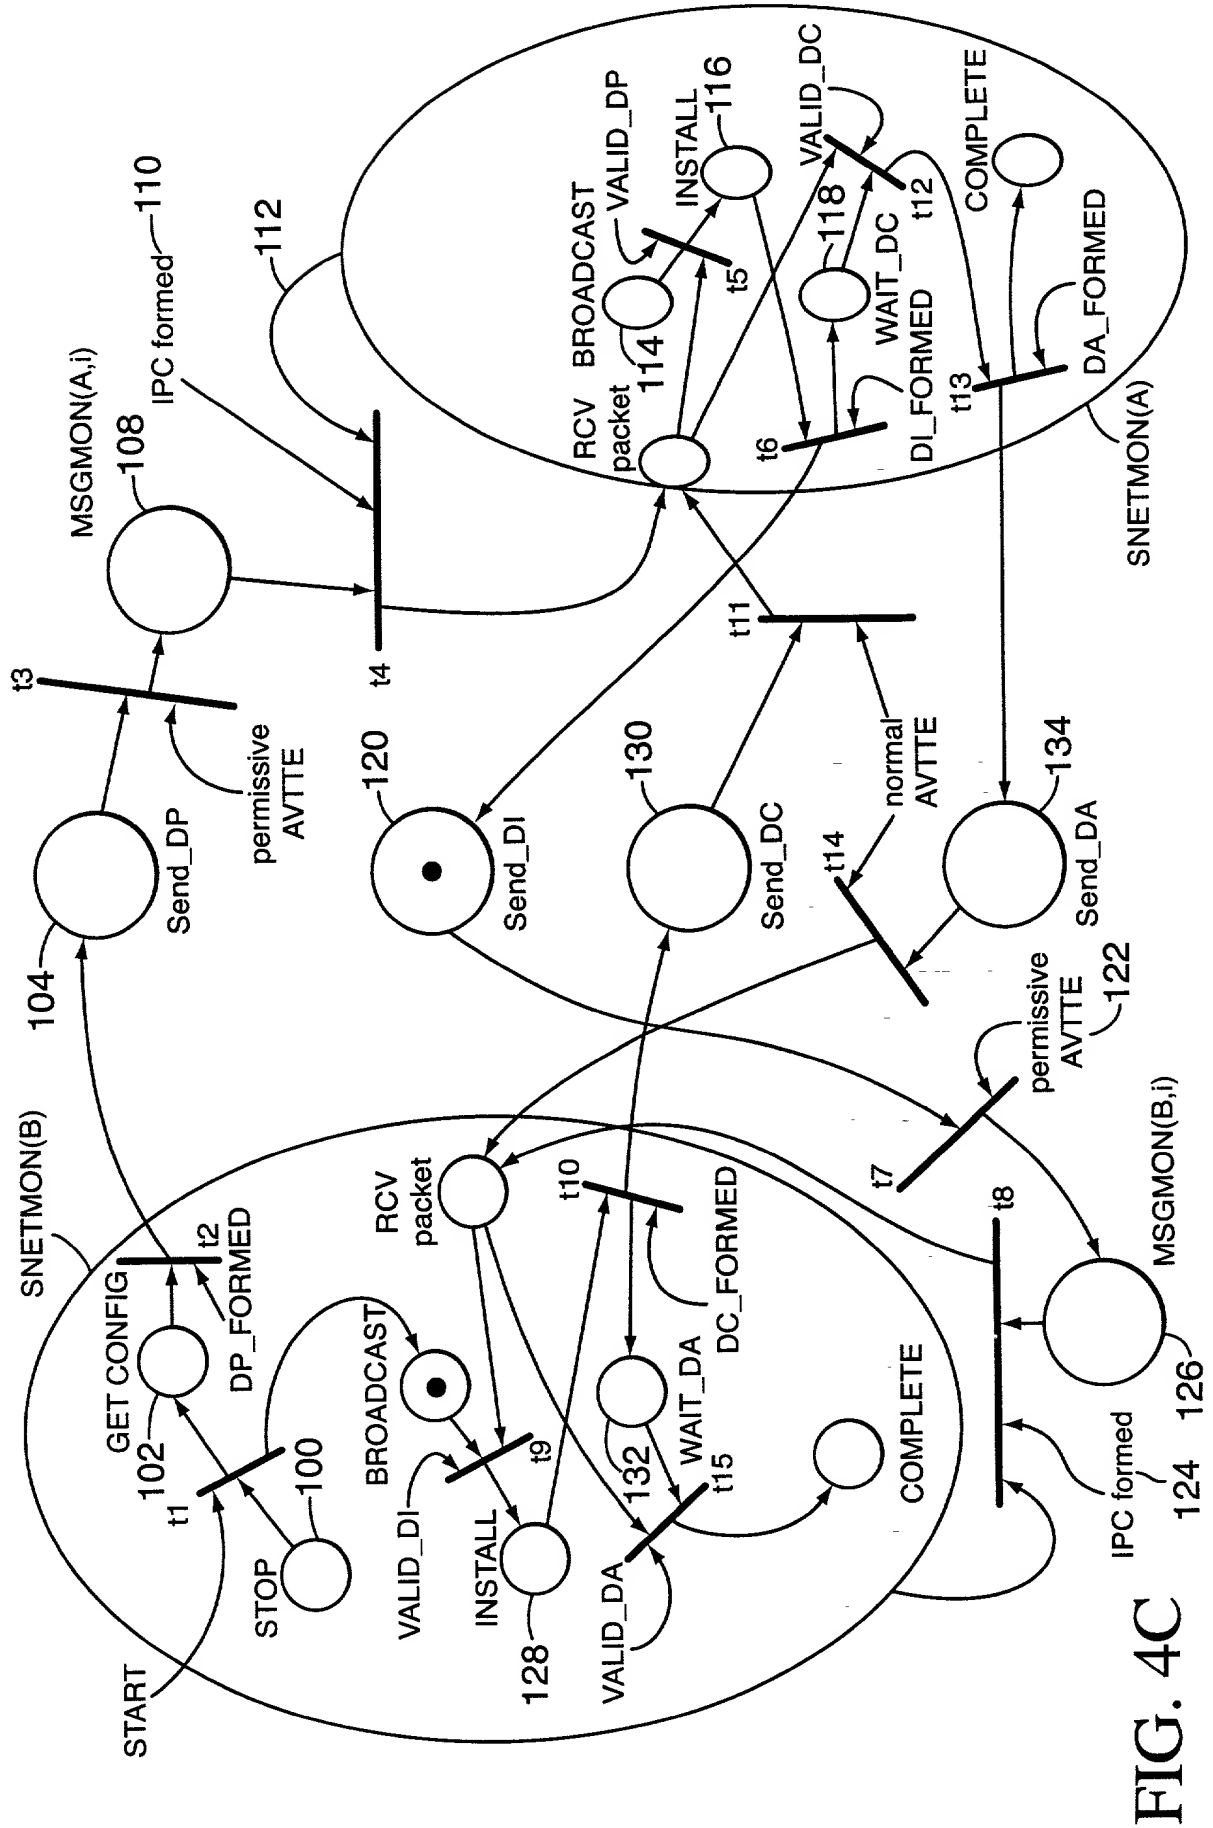 START
SNETMON(B)
STOP
100
t1
GET CONFIG
102
t2
DP_FORMED
104
Send_DP
t3
permissive
AVTTE
MSGMON(A,i)
108
IPC formed
110
112
t4
BROADCAST
VALID_DI
t9
INSTALL
128
RCV
packet
VALID_DA
t15
132
WAIT_DA
t10
DC_FORMED
COMPLETE
120
Send_DI
130
Send_DC
t11
normal
AVTTE
t14
134
Send_DA
permissive
AVTTE
122
t7
MSGMON(B,i)
126
t8
IPC formed
124
RCV
packet
BROADCAST
114
VALID_DP
t5
INSTALL
116
t6
DI_FORMED
WAIT_DC
118
VALID_DC
t12
COMPLETE
t13
DA_FORMED
SNETMON(A)
FIG. 4C